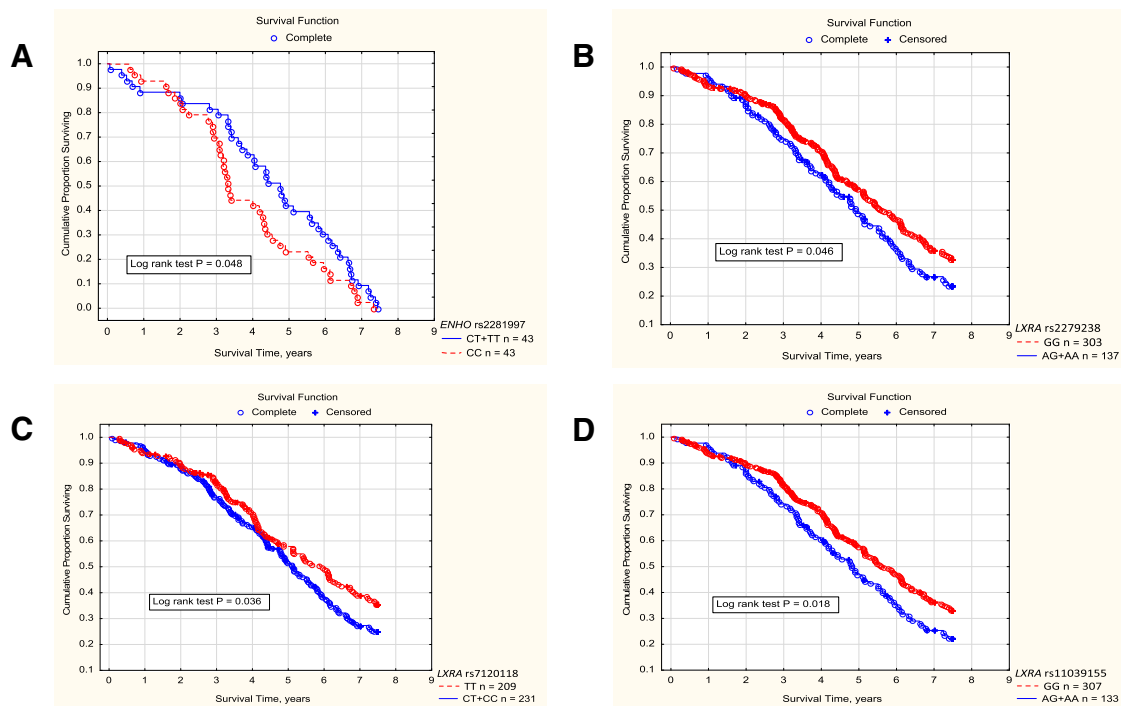 A
Survival Function
Complete
Cumulative Proportion Surviving
1.0
0.9
0.8
0.7
0.6
0.5
0.4
0.3
0.2
0.1
0.0
Log rank test P = 0.048
0 1 2 3 4 5 6 7 8 9
Survival Time, years
ENHO rs2281997
CT+TT n = 43
CC n = 43
B
Survival Function
Complete Censored
Cumulative Proportion Surviving
1.0
0.9
0.8
0.7
0.6
0.5
0.4
0.3
0.2
0.1
Log rank test P = 0.046
0 1 2 3 4 5 6 7 8 9
Survival Time, years
LXRA rs2279238
GG n = 303
AG+AA n = 137
C
Survival Function
Complete Censored
Cumulative Proportion Surviving
1.0
0.9
0.8
0.7
0.6
0.5
0.4
0.3
0.2
0.1
Log rank test P = 0.036
0 1 2 3 4 5 6 7 8 9
Survival Time, years
LXRA rs7120118
TT n = 209
CT+CC n = 231
D
Survival Function
Complete Censored
Cumulative Proportion Surviving
1.0
0.9
0.8
0.7
0.6
0.5
0.4
0.3
0.2
0.1
Log rank test P = 0.018
0 1 2 3 4 5 6 7 8 9
Survival Time, years
LXRA rs11039155
GG n = 307
AG+AA n = 133